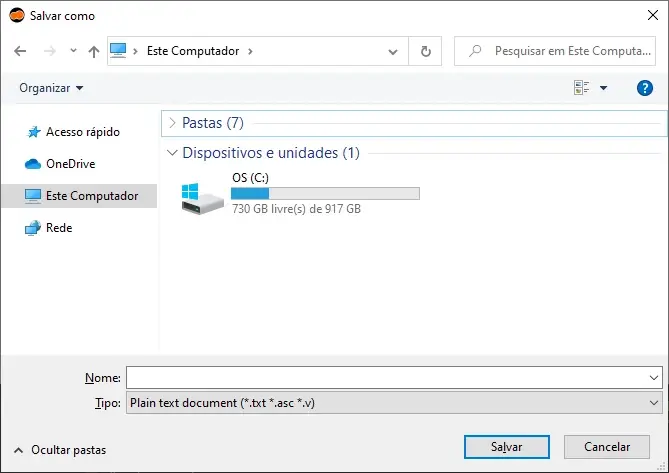 Salvar como
Este Computador
Pesquisar em Este Computa...
Organizar
Acesso rápido
OneDrive
Este Computador
Rede
Pastas (7)
Dispositivos e unidades (1)
OS (C:)
730 GB livre(s) de 917 GB
Nome:
Tipo: Plain text document (*.txt *.asc *.v)
Ocultar pastas
Salvar
Cancelar